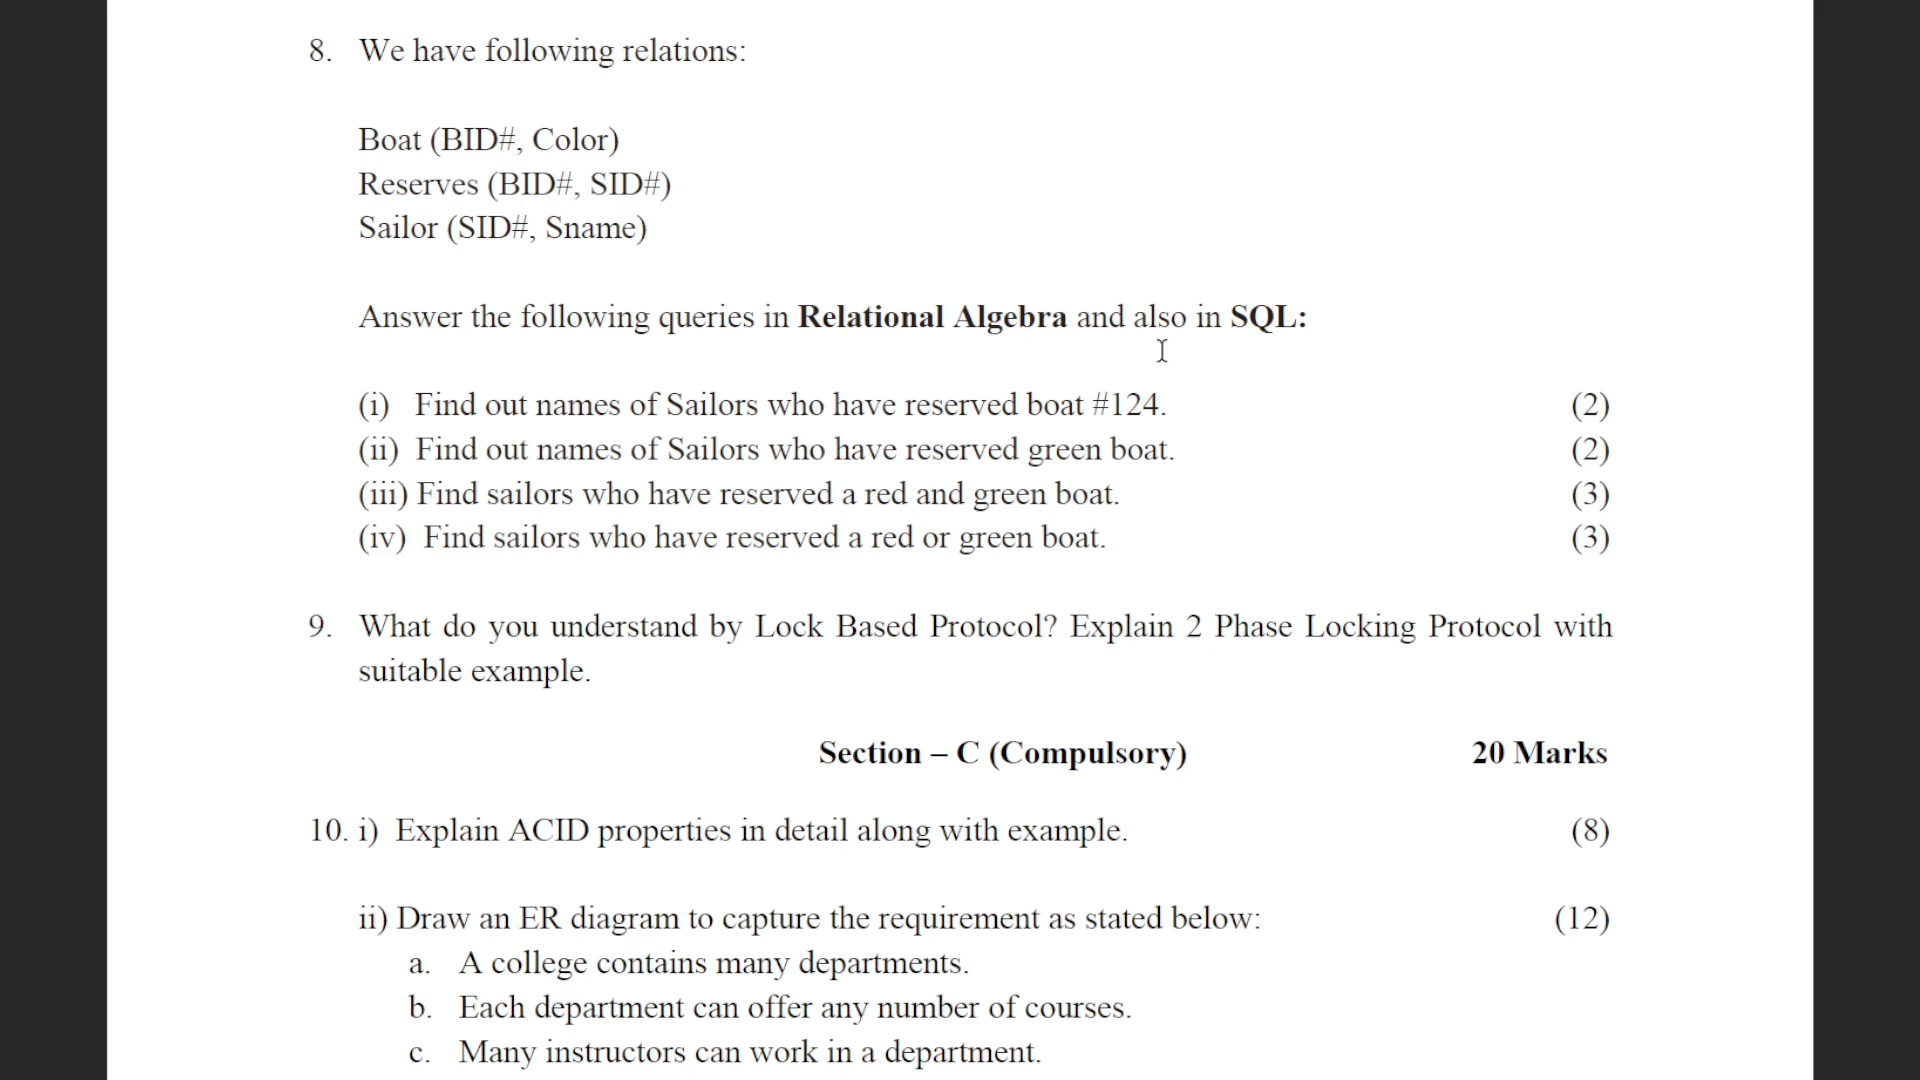 8. We have following relations:
Boat (BID#, Color)
Reserves (BID#, SID#)
Sailor (SID#, Sname)
Answer the following queries in Relational Algebra and also in SQL:
(i) Find out names of Sailors who have reserved boat #124. (2)
(ii) Find out names of Sailors who have reserved green boat. (2)
(iii) Find sailors who have reserved a red and green boat. (3)
(iv) Find sailors who have reserved a red or green boat. (3)
9. What do you understand by Lock Based Protocol? Explain 2 Phase Locking Protocol with
suitable example.
Section – C (Compulsory) 20 Marks
10. i) Explain ACID properties in detail along with example. (8)
ii) Draw an ER diagram to capture the requirement as stated below: (12)
a. A college contains many departments.
b. Each department can offer any number of courses.
c. Many instructors can work in a department.